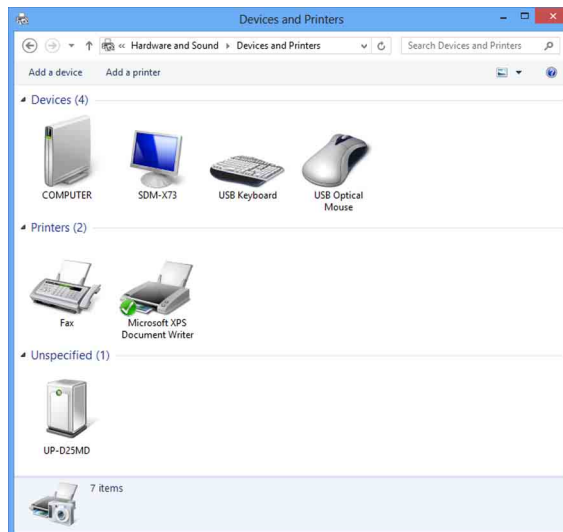 Devices and Printers
« Hardware and Sound ▸ Devices and Printers
Search Devices and Printers
Add a device Add a printer
Devices (4)
COMPUTER SDM-X73 USB Keyboard USB Optical
Mouse
Printers (2)
Fax Microsoft XPS
Document Writer
Unspecified (1)
UP-D25MD
7 items